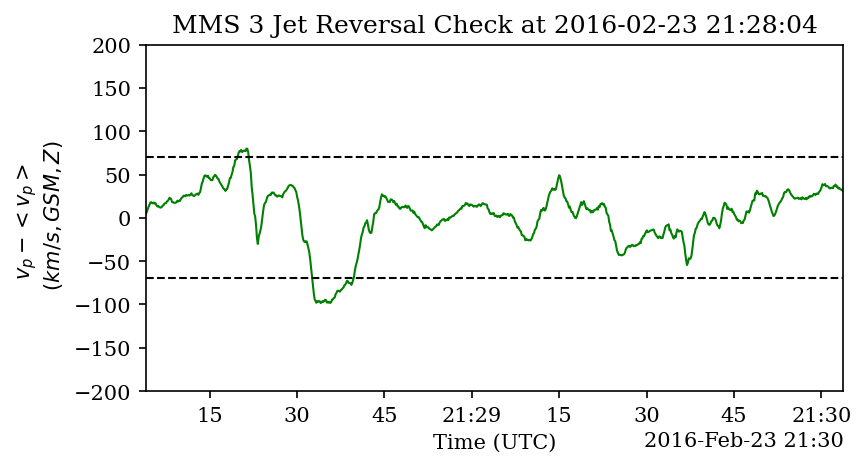 MMS 3 Jet Reversal Check at 2016-02-23 21:28:04
200
150
100
50
0
−50
−100
−150
−200
v_p − < v_p >
(km/s, GSM, Z)
15 30 45 21:29 15 30 45 21:30
Time (UTC)
2016-Feb-23 21:30